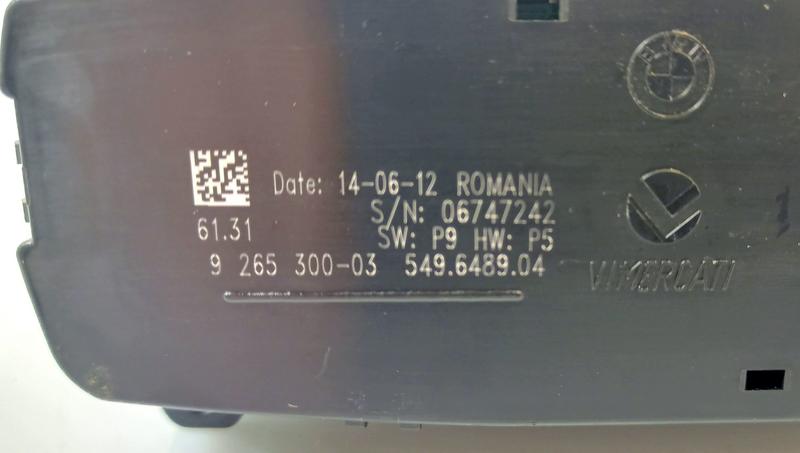 BMW
Date: 14-06-12 ROMANIA
S/N: 06747242
61.31
SW: P9 HW: P5
9 265 300-03 549.6489.04
VIMERCATI